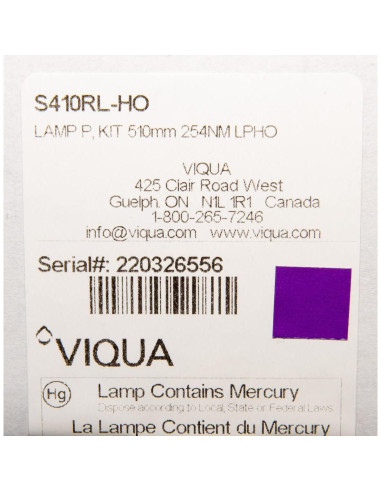 S410RL-HO
LAMP P, KIT 510mm 254NM LPHO
VIQUA
425 Clair Road West
Guelph. ON N1L 1R1 Canada
1-800-265-7246
info@viqua.com www.viqua.com
Serial#: 220326556
VIQUA
Hg
Lamp Contains Mercury
Dispose according to Local, State or Federal Laws
La Lampe Contient du Mercury